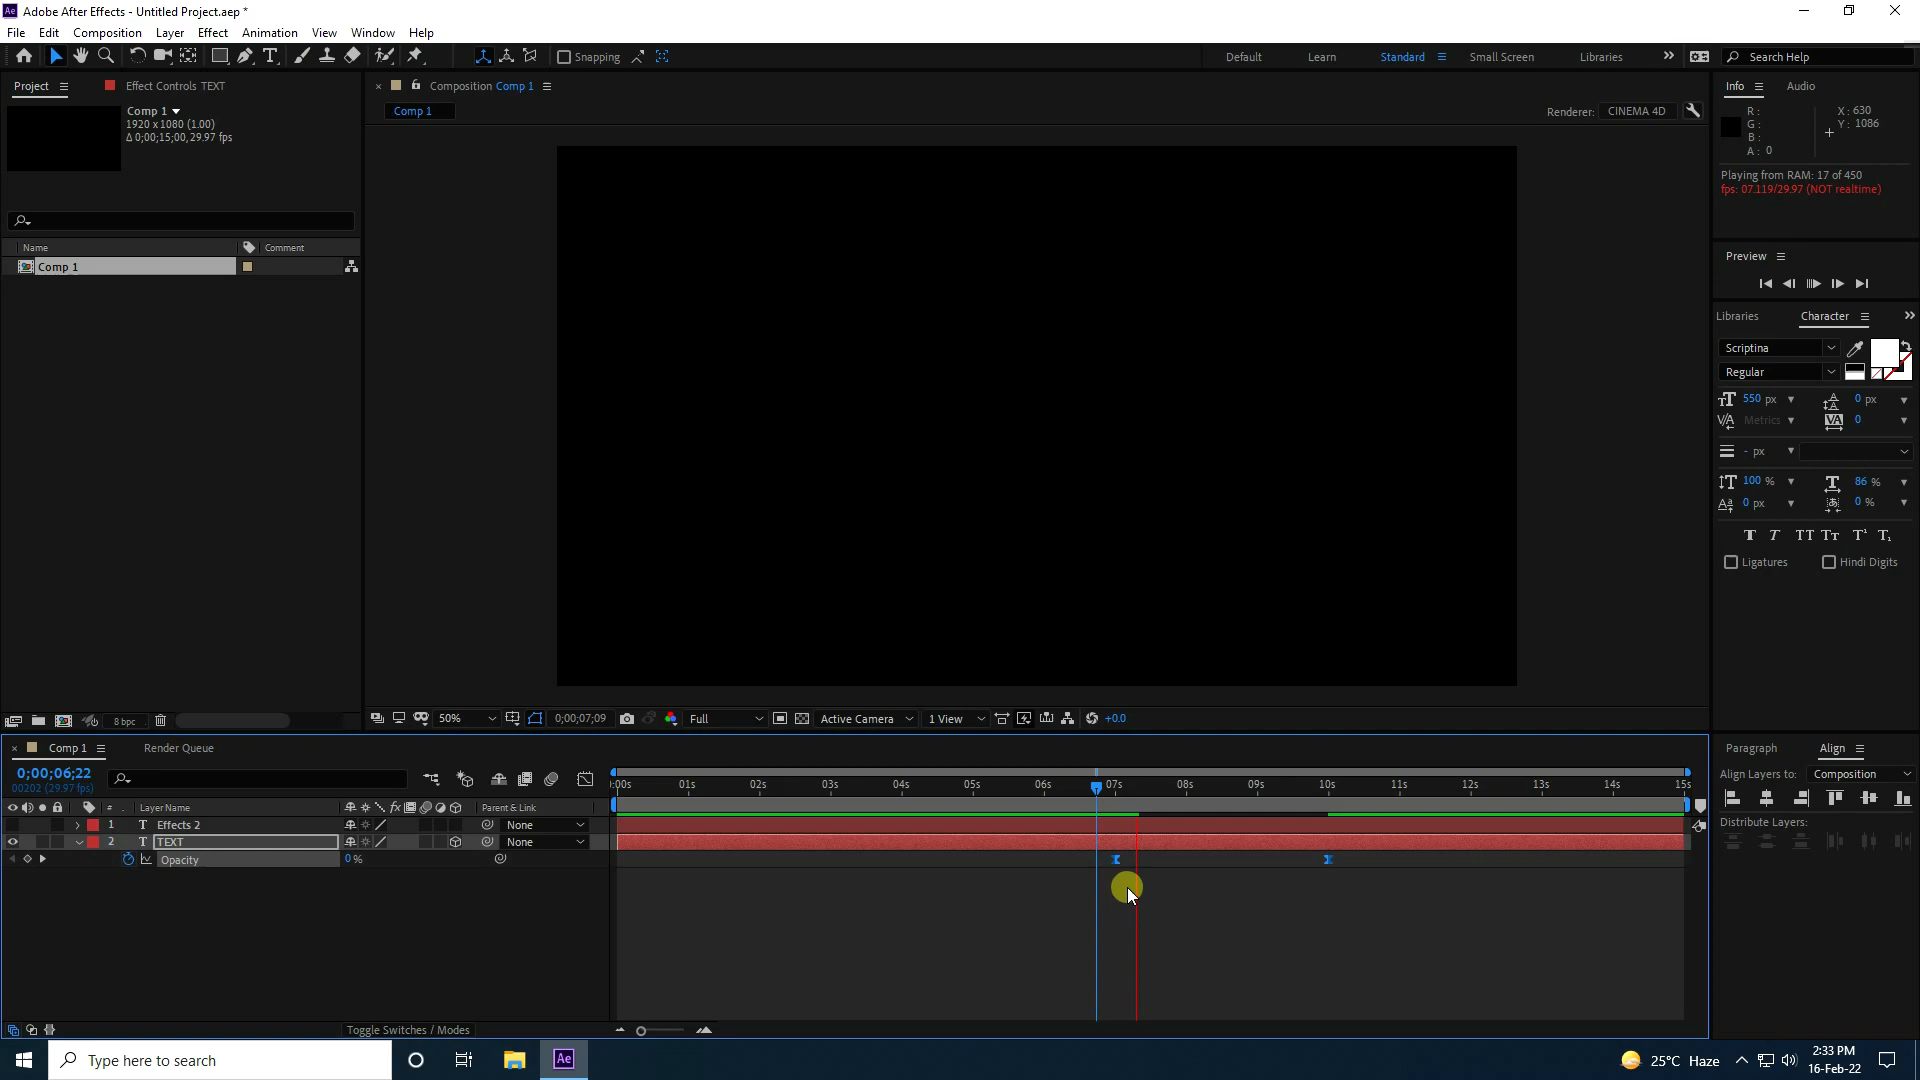 Adobe After Effects - Untitled Project.aep *
File Edit Composition Layer Effect Animation View Window Help
Snapping
Default Learn Standard Small Screen Libraries
Search Help
Project Effect Controls TEXT
Comp 1
1920 x 1080 (1.00)
Δ 0;00;15;00, 29.97 fps
Name Comment
Comp 1
8 bpc
Composition Comp 1
Comp 1
Renderer: CINEMA 4D
50% 0;00;07;09 Full Active Camera 1 View +0.0
Info Audio
R:
G:
B:
A: 0
X: 630
Y: 1086
Playing from RAM: 17 of 450
fps: 07.119/29.97 (NOT realtime)
Preview
Libraries Character
Scriptina
Regular
550 px 0 px
Metrics 0
- px
100 % 86 %
0 px 0 %
Ligatures Hindi Digits
Comp 1 Render Queue
0;00;06;22
00202 (29.97 fps)
:00s 01s 02s 03s 04s 05s 06s 07s 08s 09s 10s 11s 12s 13s 14s 15s
# Layer Name fx Parent & Link
1 T Effects 2 None
2 T TEXT None
Opacity 0 %
Toggle Switches / Modes
Paragraph Align
Align Layers to: Composition
Distribute Layers:
Type here to search
Ae
25°C Haze
2:33 PM
16-Feb-22